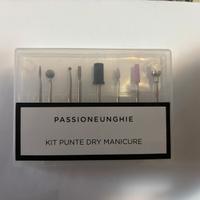 PASSIONEUNGHIE
KIT PUNTE DRY MANICURE